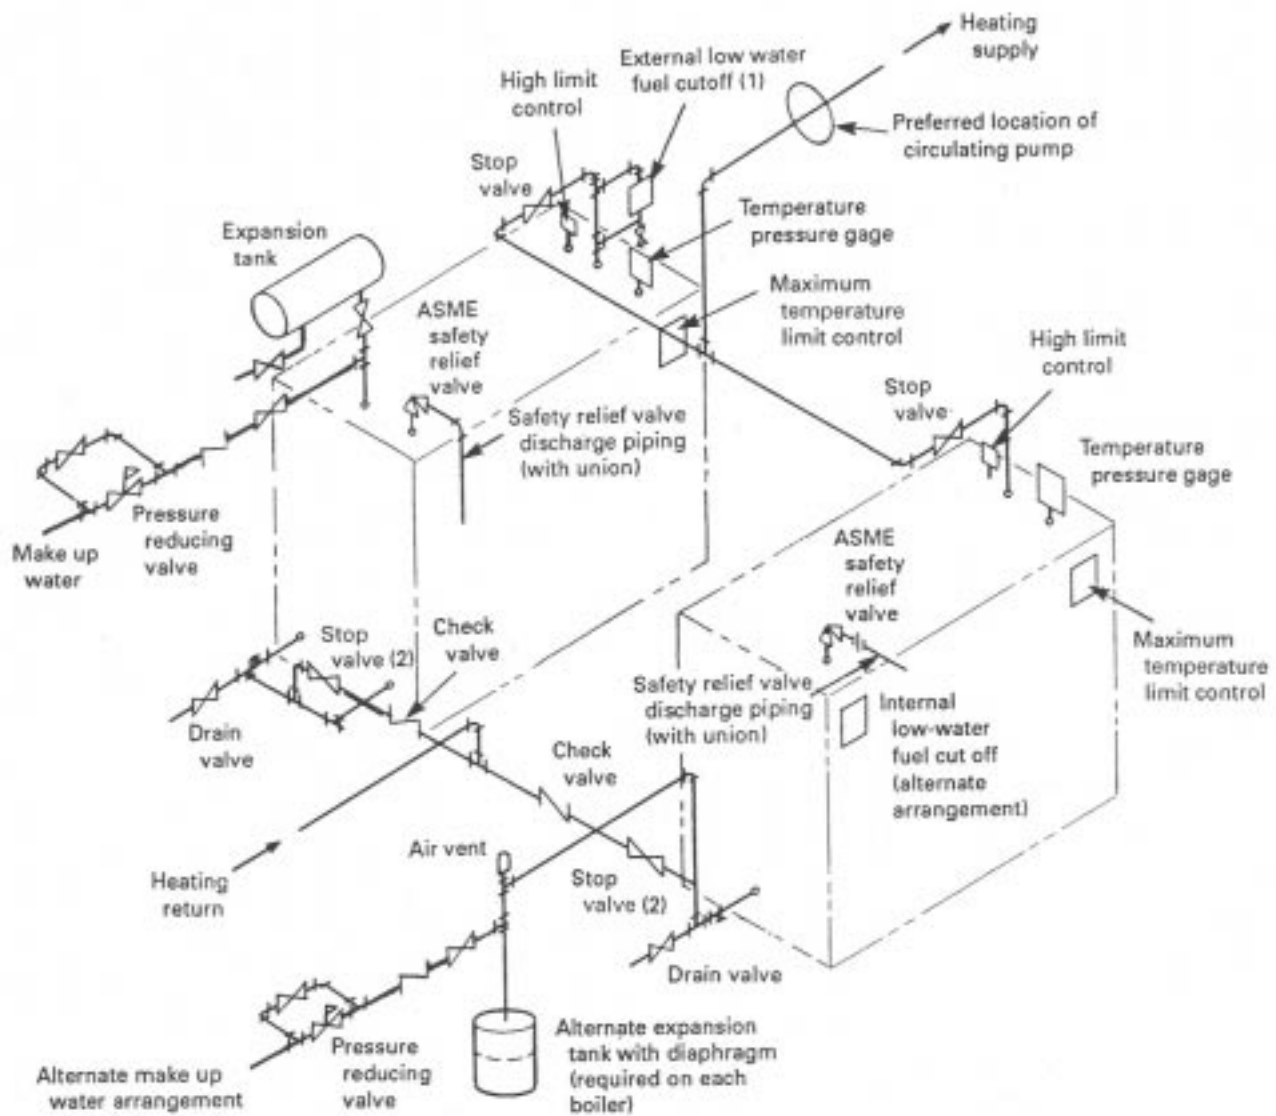 Heating
supply
External low water
fuel cutoff (1)
High limit
control
Preferred location of
circulating pump
Stop
valve
Temperature
pressure gage
Expansion
tank
Maximum
temperature
limit control
ASME
safety
relief
valve
High limit
control
Stop
valve
Safety relief valve
discharge piping
(with union)
Temperature
pressure gage
Pressure
reducing
valve
Make up
water
ASME
safety
relief
valve
Stop
valve (2)
Check
valve
Maximum
temperature
limit control
Safety relief valve
discharge piping
(with union)
Internal
low-water
fuel cut off
(alternate
arrangement)
Drain
valve
Check
valve
Air vent
Heating
return
Stop
valve (2)
Drain valve
Alternate expansion
tank with diaphragm
(required on each
boiler)
Pressure
reducing
valve
Alternate make up
water arrangement